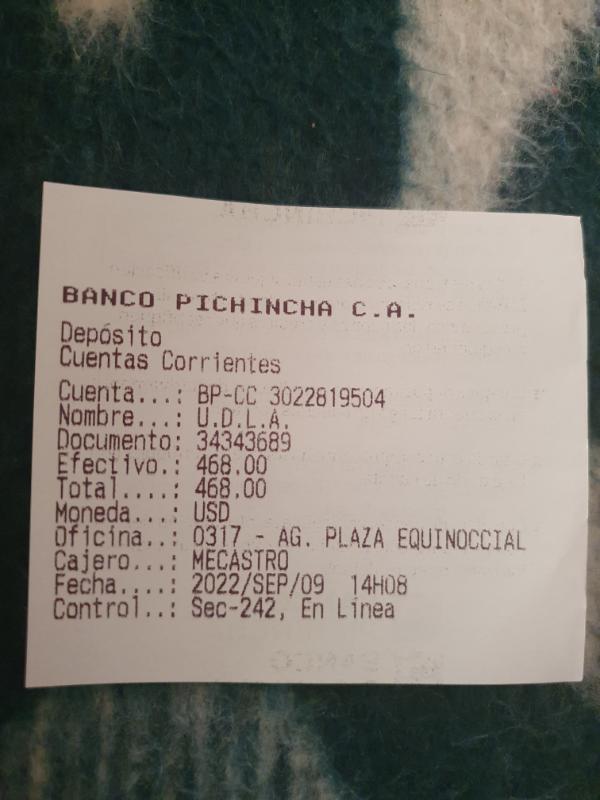 BANCO PICHINCHA C.A.
Depósito
Cuentas Corrientes
Cuenta...: BP-CC 3022819504
Nombre...: U.D.L.A.
Documento: 34343689
Efectivo.: 468.00
Total....: 468.00
Moneda...: USD
Oficina..: 0317 - AG. PLAZA EQUINOCCIAL
Cajero...: MECASTRO
Fecha....: 2022/SEP/09 14H08
Control..: Sec-242, En Línea